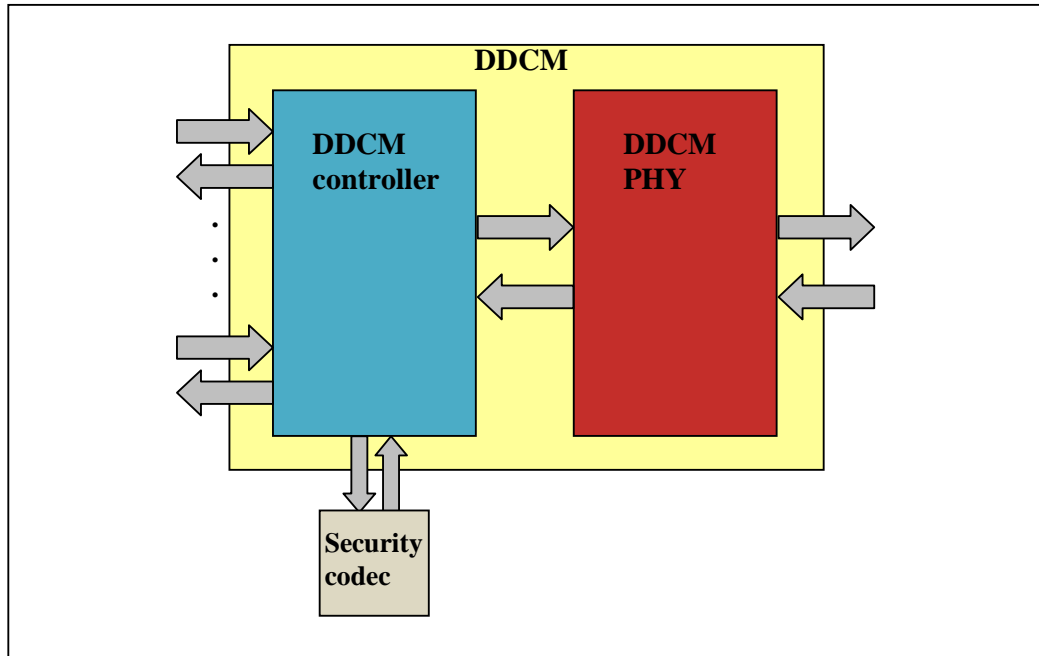 DDCM
DDCM
controller
DDCM
PHY
Security
codec